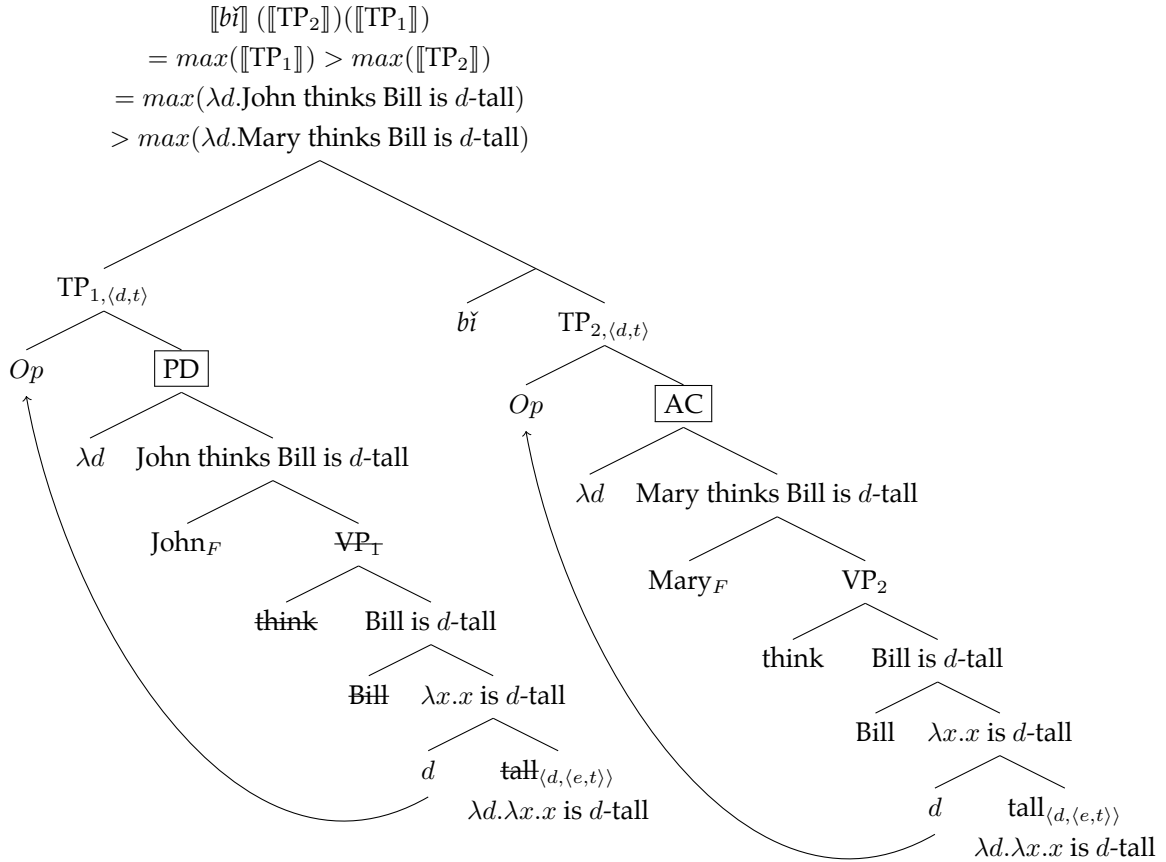 ⟦bǐ⟧ (⟦TP₂⟧)(⟦TP₁⟧)
= max(⟦TP₁⟧) > max(⟦TP₂⟧)
= max(λd.John thinks Bill is d-tall)
> max(λd.Mary thinks Bill is d-tall)
TP₁,⟨d,t⟩
bǐ
TP₂,⟨d,t⟩
Op
PD
Op
AC
λd
John thinks Bill is d-tall
λd
Mary thinks Bill is d-tall
John_F
VP₁
Mary_F
VP₂
think
Bill is d-tall
think
Bill is d-tall
Bill
λx.x is d-tall
Bill
λx.x is d-tall
d
tall⟨d,⟨e,t⟩⟩
λd.λx.x is d-tall
d
tall⟨d,⟨e,t⟩⟩
λd.λx.x is d-tall